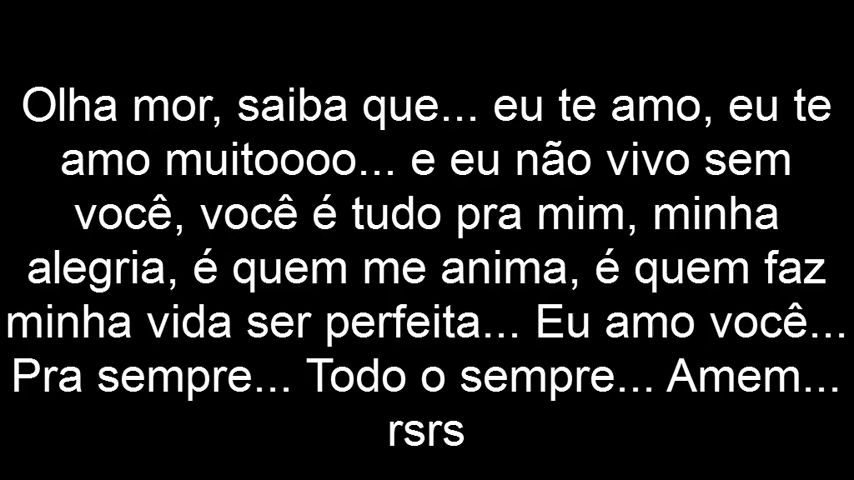 Olha mor, saiba que... eu te amo, eu te
amo muitoooo... e eu não vivo sem
você, você é tudo pra mim, minha
alegria, é quem me anima, é quem faz
minha vida ser perfeita... Eu amo você...
Pra sempre... Todo o sempre... Amem...
rsrs